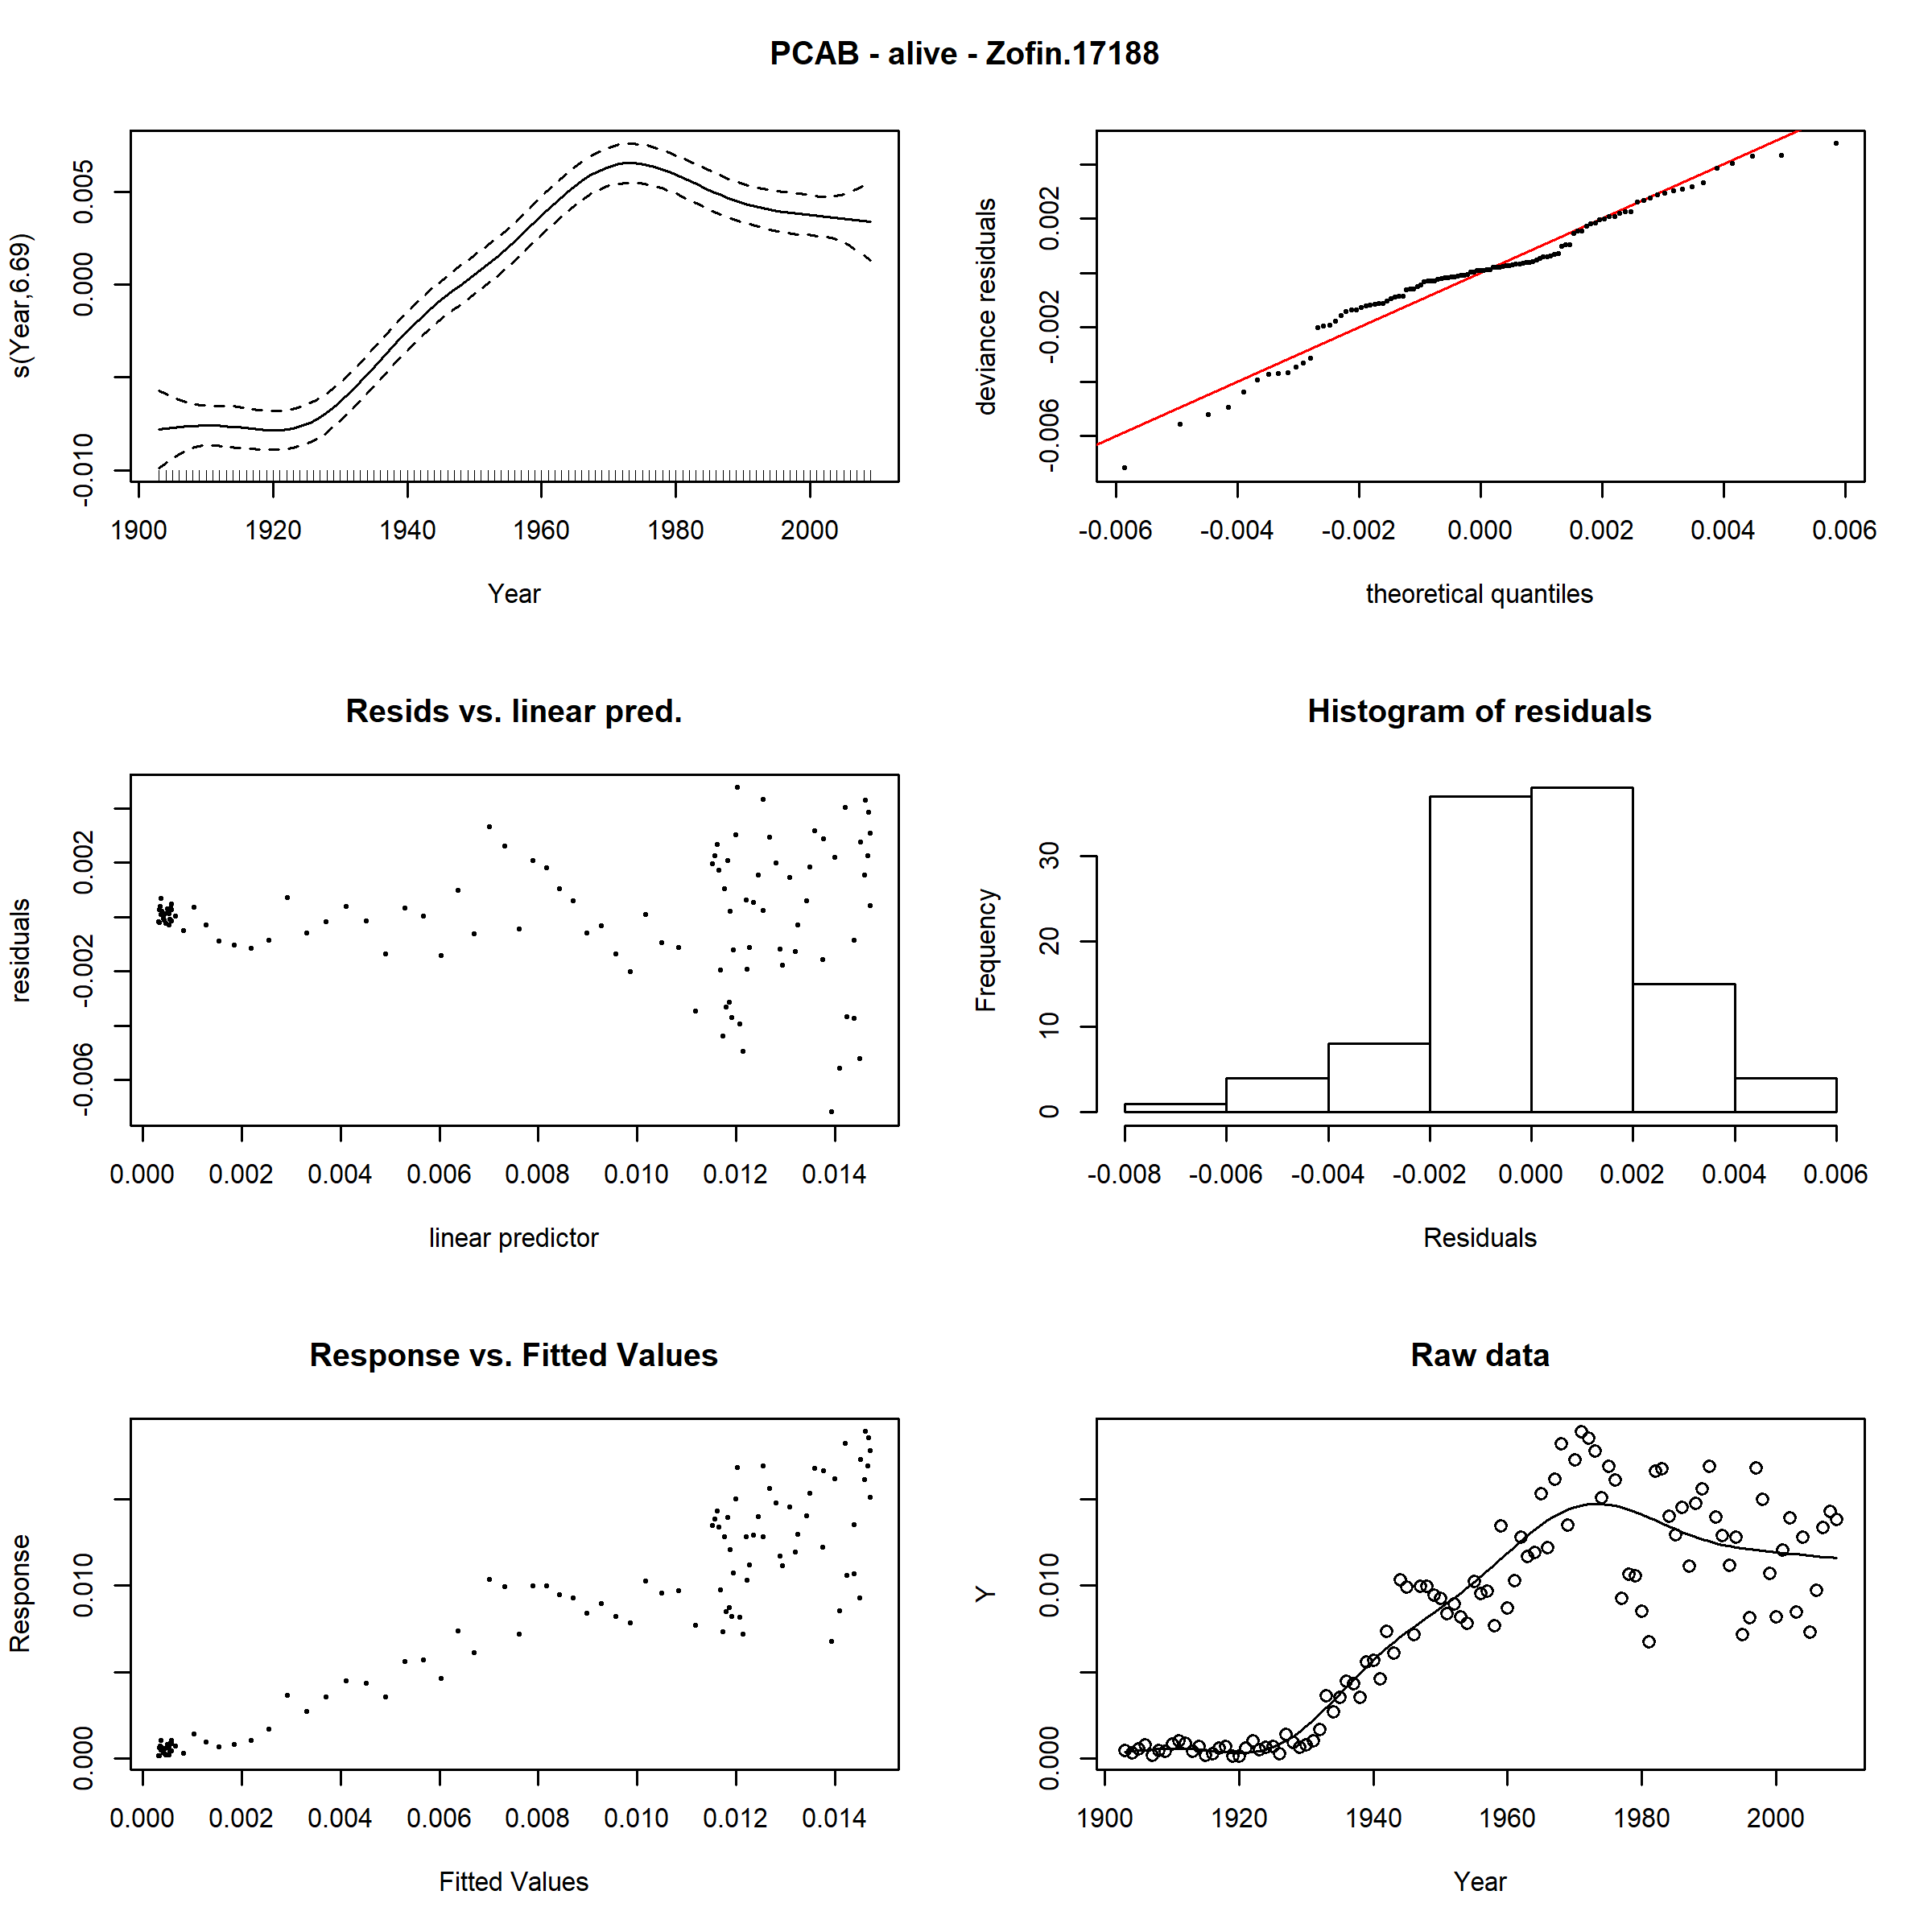 PCAB - alive - Zofin.17188
s(Year,6.69)
-0.010 0.000 0.005
1900 1920 1940 1960 1980 2000
Year
deviance residuals
-0.006 -0.002 0.002
-0.006 -0.004 -0.002 0.000 0.002 0.004 0.006
theoretical quantiles
Resids vs. linear pred.
residuals
-0.006 -0.002 0.002
0.000 0.002 0.004 0.006 0.008 0.010 0.012 0.014
linear predictor
Histogram of residuals
Frequency
0 10 20 30
-0.008 -0.006 -0.004 -0.002 0.000 0.002 0.004 0.006
Residuals
Response vs. Fitted Values
Response
0.000 0.010
0.000 0.002 0.004 0.006 0.008 0.010 0.012 0.014
Fitted Values
Raw data
Y
0.000 0.010
1900 1920 1940 1960 1980 2000
Year